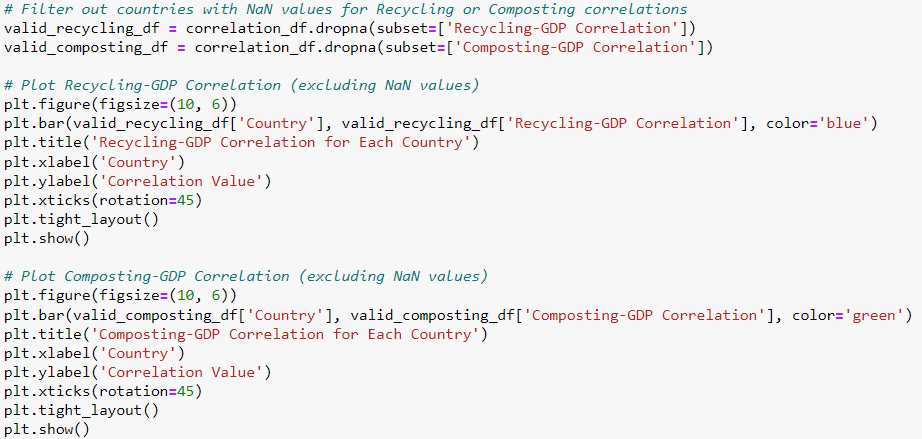 # Filter out countries with NaN values for Recycling or Composting correlations
valid_recycling_df = correlation_df.dropna(subset=['Recycling-GDP Correlation'])
valid_composting_df = correlation_df.dropna(subset=['Composting-GDP Correlation'])

# Plot Recycling-GDP Correlation (excluding NaN values)
plt.figure(figsize=(10, 6))
plt.bar(valid_recycling_df['Country'], valid_recycling_df['Recycling-GDP Correlation'], color='blue')
plt.title('Recycling-GDP Correlation for Each Country')
plt.xlabel('Country')
plt.ylabel('Correlation Value')
plt.xticks(rotation=45)
plt.tight_layout()
plt.show()

# Plot Composting-GDP Correlation (excluding NaN values)
plt.figure(figsize=(10, 6))
plt.bar(valid_composting_df['Country'], valid_composting_df['Composting-GDP Correlation'], color='green')
plt.title('Composting-GDP Correlation for Each Country')
plt.xlabel('Country')
plt.ylabel('Correlation Value')
plt.xticks(rotation=45)
plt.tight_layout()
plt.show()